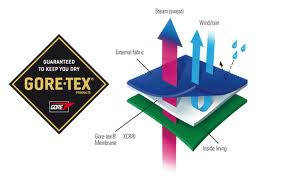 GUARANTEED
TO KEEP YOU DRY
GORE-TEX®
PRODUCTS
GORE
Steam (sweat)
Wind/rain
External fabric
Gore-tex®
Membrane
XCR®
Inside lining